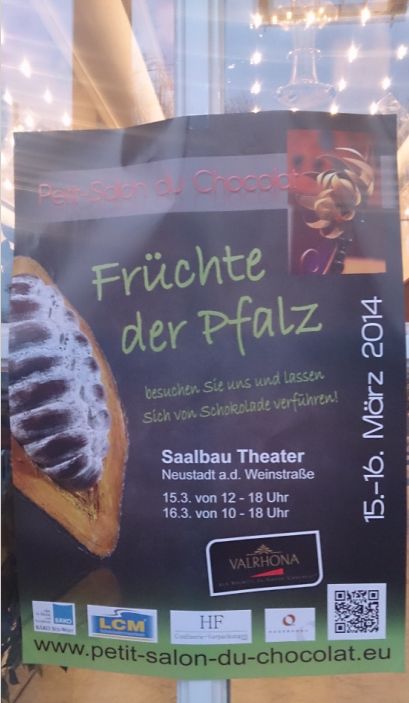 Petit-Salon du Chocolat
Früchte
der Pfalz
besuchen Sie uns und lassen
Sich von Schokolade verführen!
15.-16. März 2014
Saalbau Theater
Neustadt a.d. Weinstraße
15.3. von 12 - 18 Uhr
16.3. von 10 - 18 Uhr
VALRHONA
BÄKO
LCM
HF
www.petit-salon-du-chocolat.eu